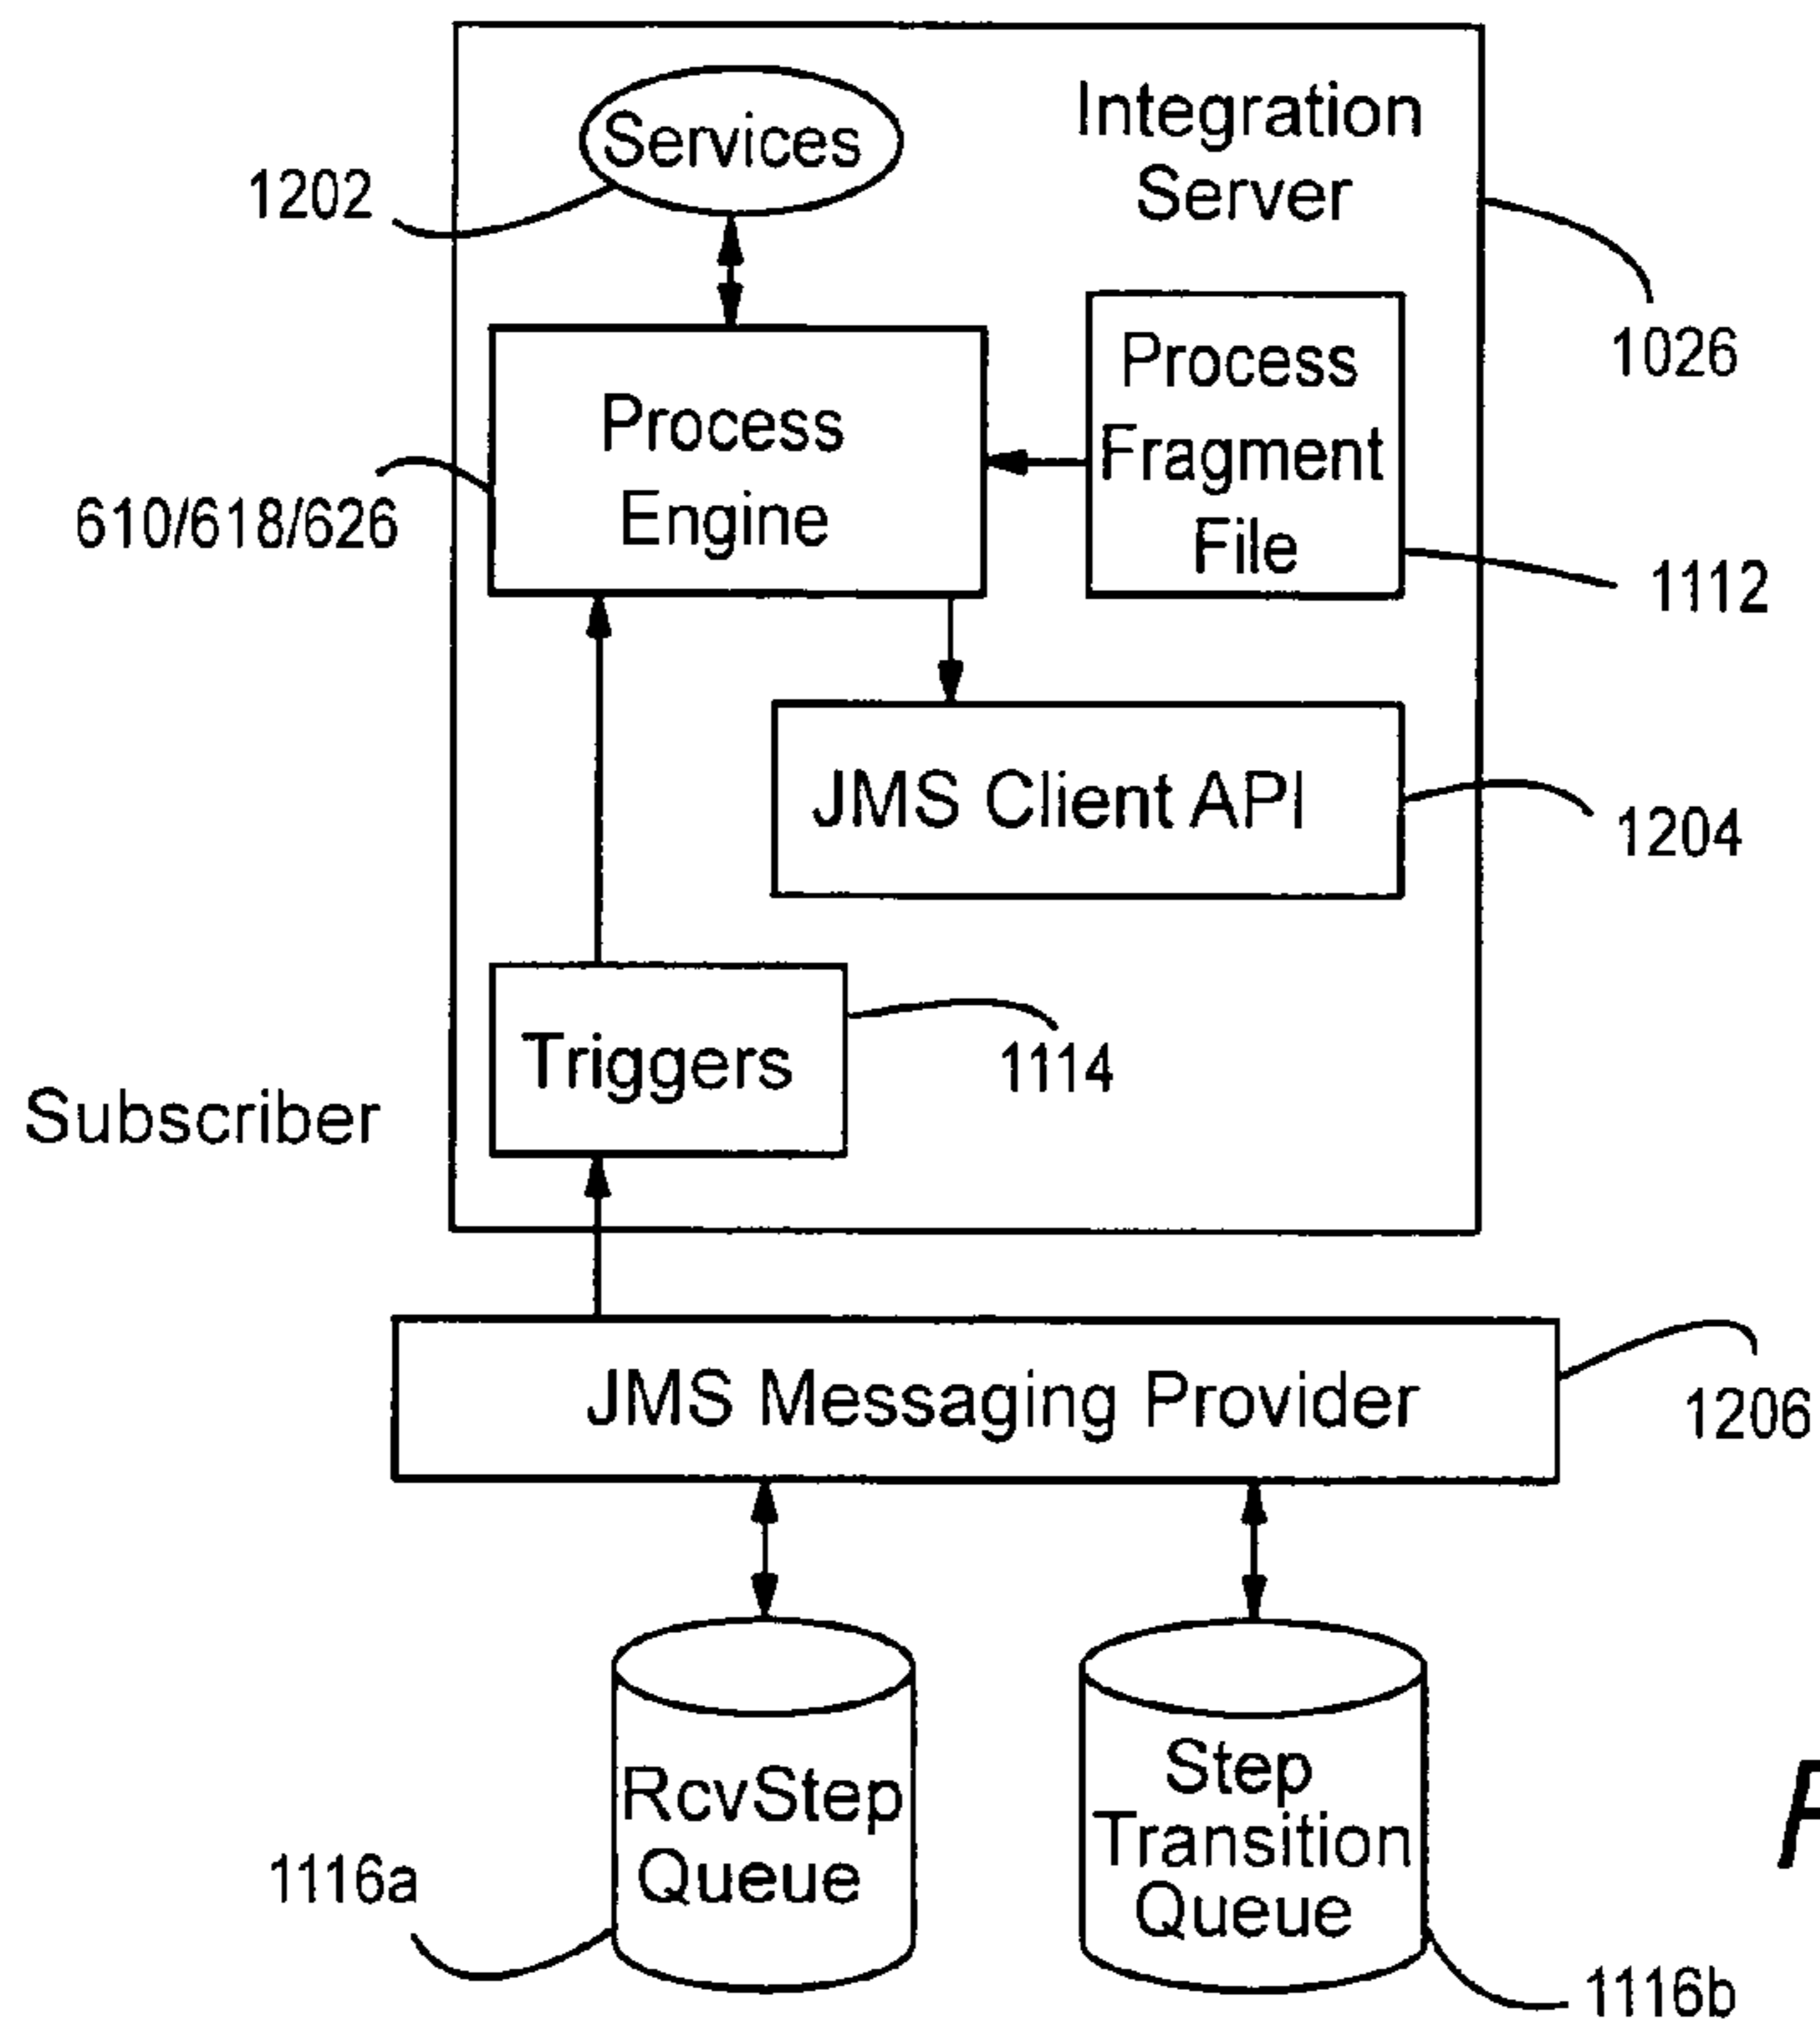 Services
Integration
Server
1202
1026
Process
Engine
Process
Fragment
File
610/618/626
1112
JMS Client API
1204
Triggers
1114
Subscriber
JMS Messaging Provider
1206
RcvStep
Queue
Step
Transition
Queue
1116a
1116b